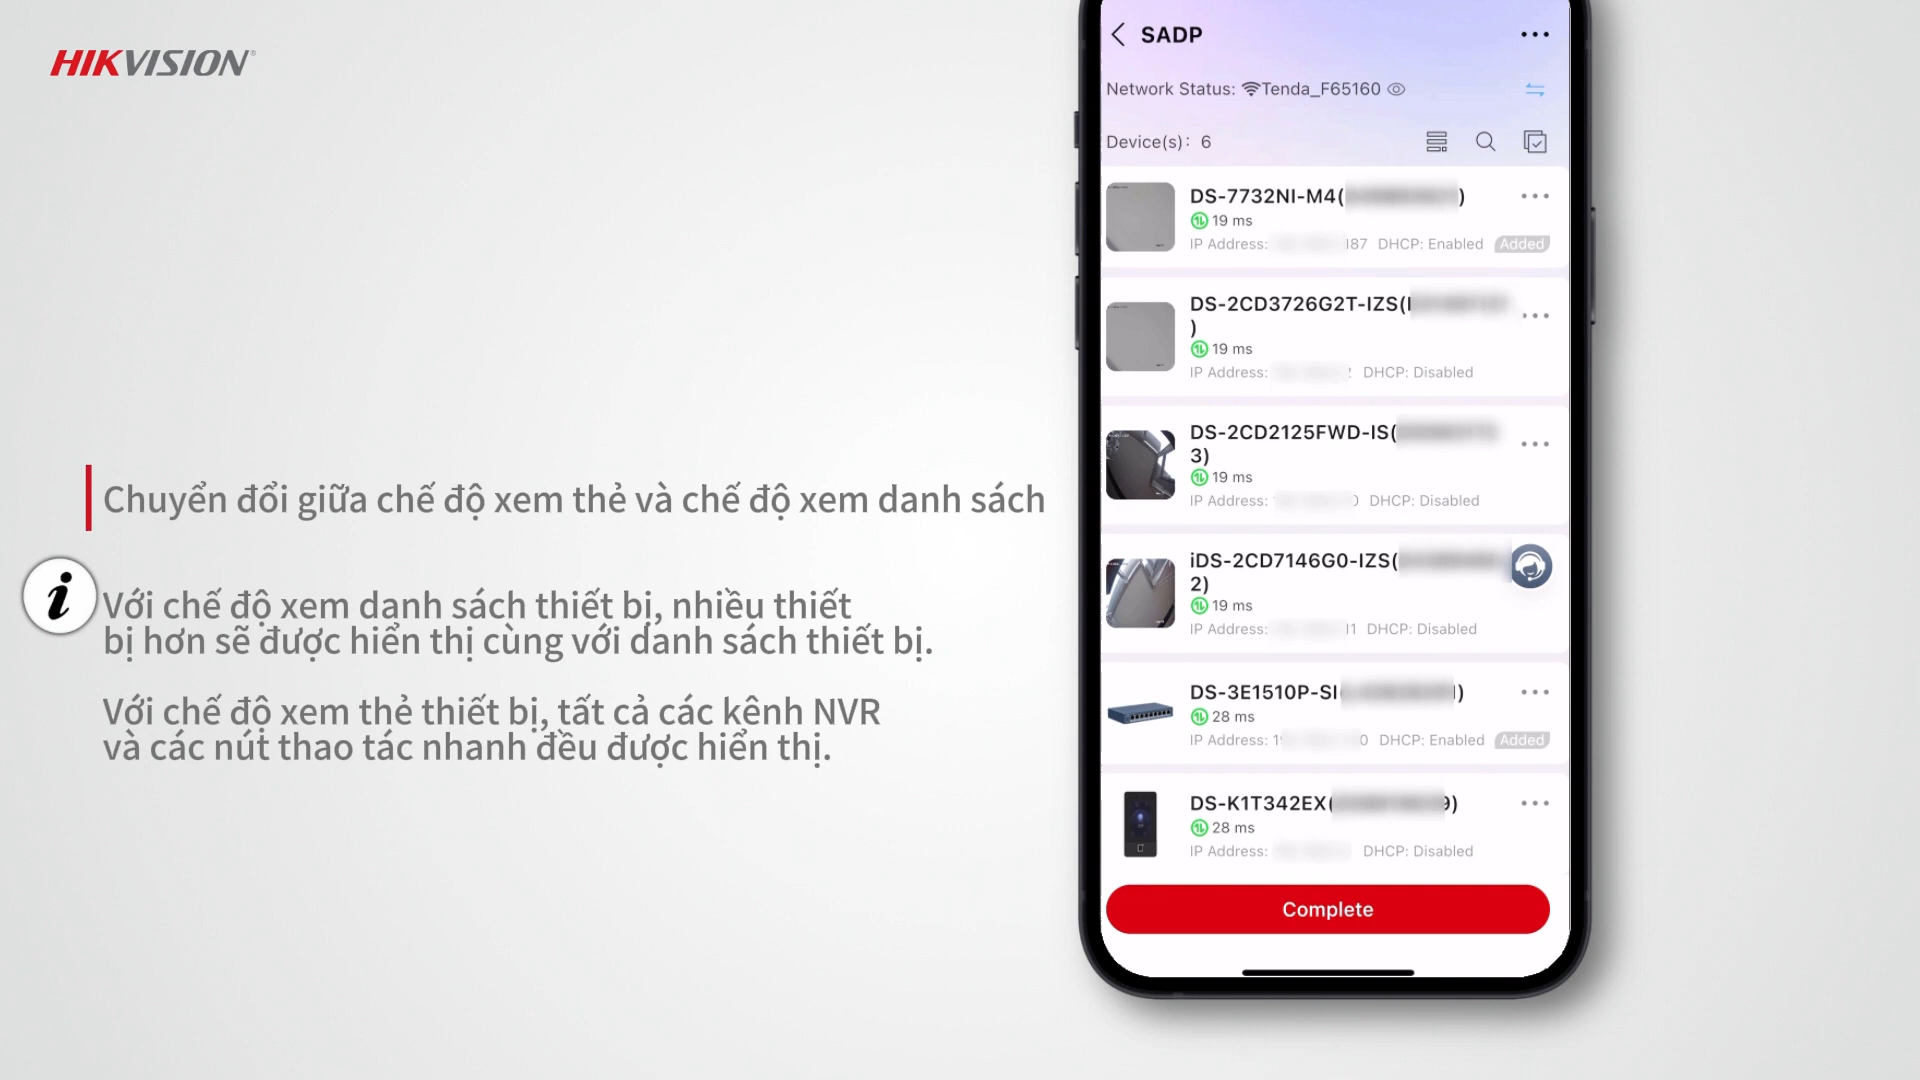 HIKVISION
Chuyển đổi giữa chế độ xem thẻ và chế độ xem danh sách
Với chế độ xem danh sách thiết bị, nhiều thiết
bị hơn sẽ được hiển thị cùng với danh sách thiết bị.
Với chế độ xem thẻ thiết bị, tất cả các kênh NVR
và các nút thao tác nhanh đều được hiển thị.
SADP
Network Status: Tenda_F65160
Device(s): 6
DS-7732NI-M4( )
19 ms
IP Address: 187 DHCP: Enabled Added
DS-2CD3726G2T-IZS(
)
19 ms
IP Address: DHCP: Disabled
DS-2CD2125FWD-IS(
3)
19 ms
IP Address: 0 DHCP: Disabled
iDS-2CD7146G0-IZS(
2)
19 ms
IP Address: 11 DHCP: Disabled
DS-3E1510P-SI )
28 ms
IP Address: 0 DHCP: Enabled Added
DS-K1T342EX( 9)
28 ms
IP Address: DHCP: Disabled
Complete